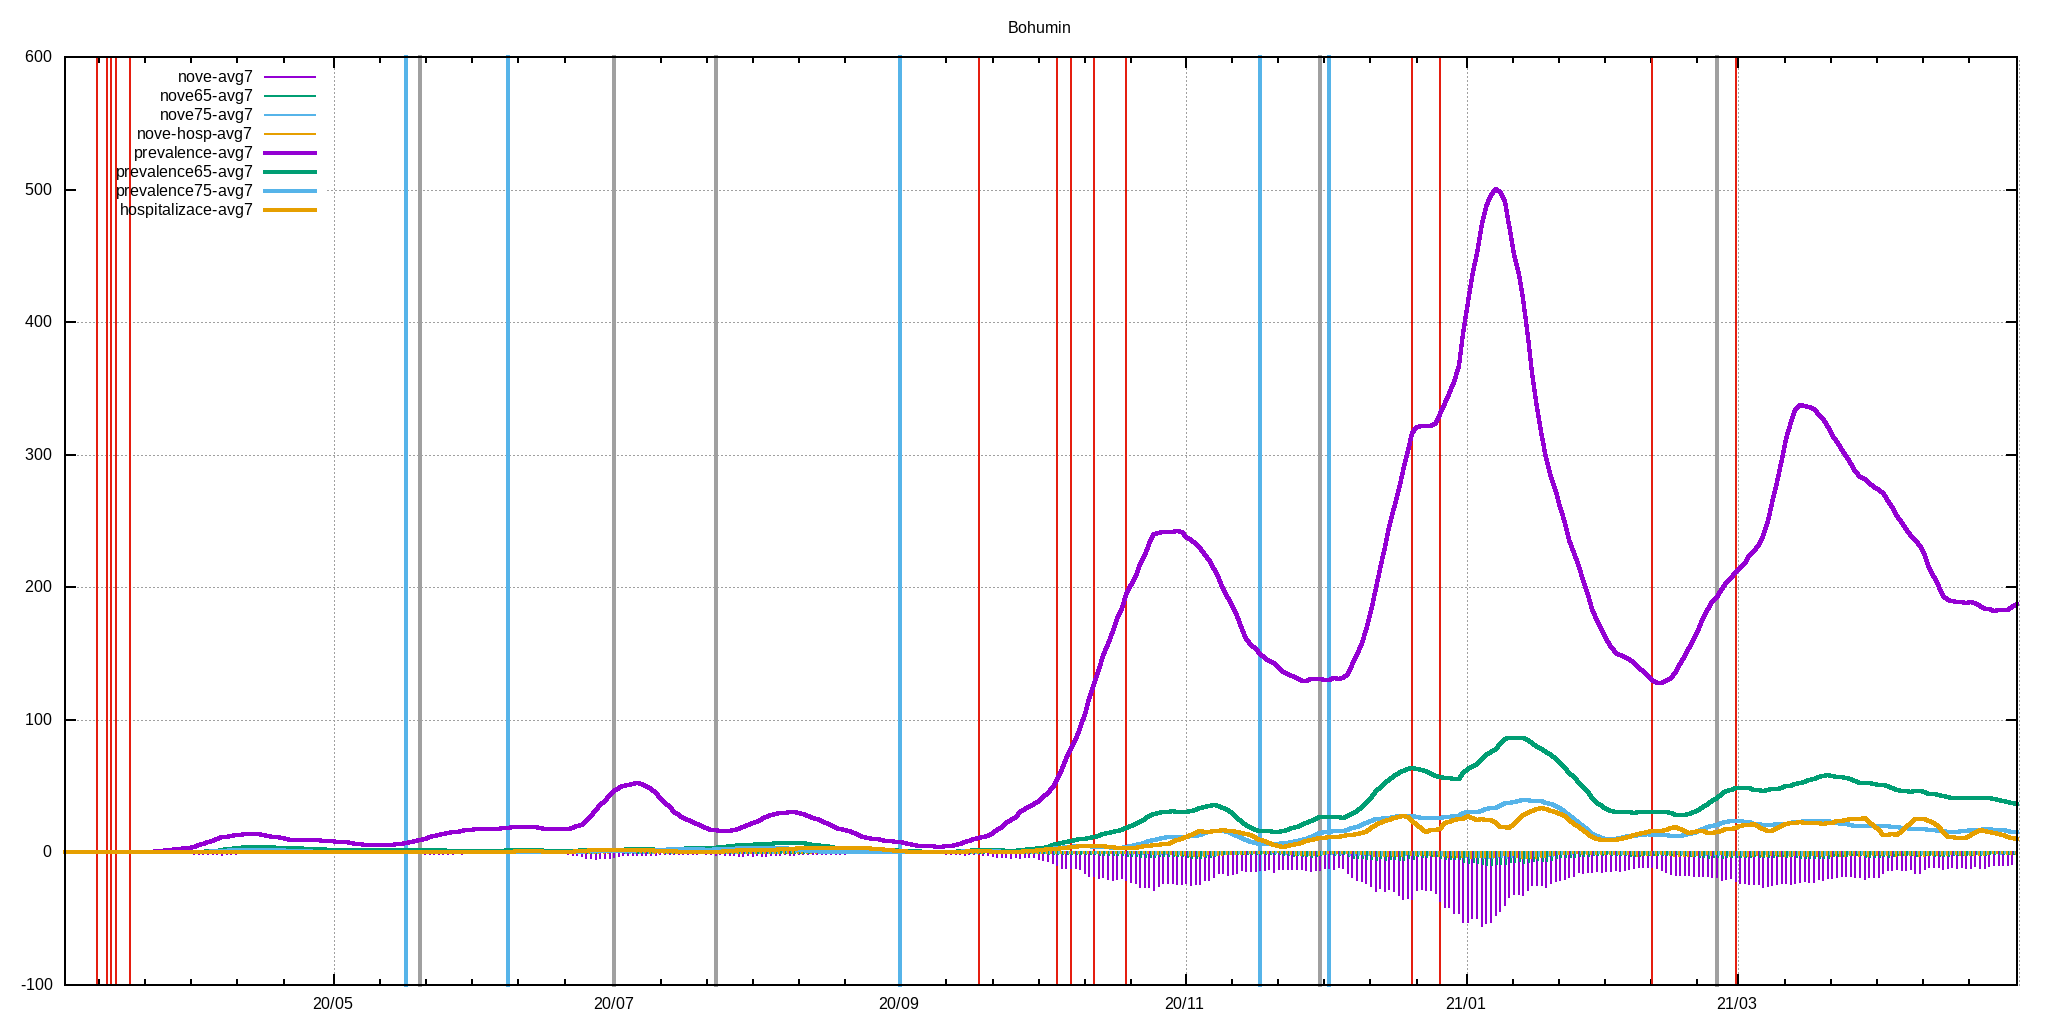 Bohumin
600
500
400
300
200
100
0
-100
nove-avg7
nove65-avg7
nove75-avg7
nove-hosp-avg7
prevalence-avg7
prevalence65-avg7
prevalence75-avg7
hospitalizace-avg7
20/05 20/07 20/09 20/11 21/01 21/03